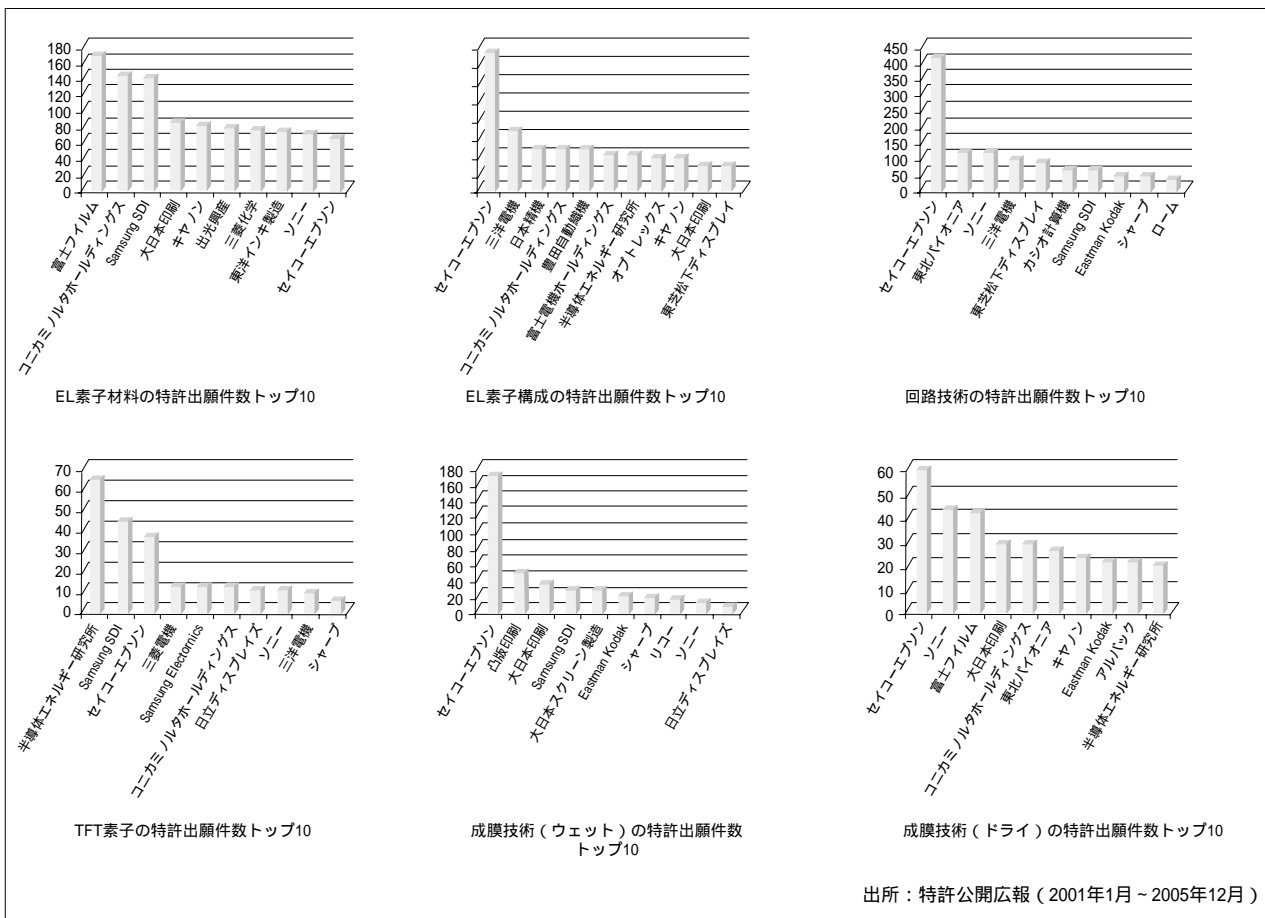 180
160
140
120
100
80
60
40
20
0
富士フイルム
コニカミノルタホールディングス
Samsung SDI
大日本印刷
キヤノン
出光興産
三菱化学
東洋インキ製造
ソニー
セイコーエプソン
EL素子材料の特許出願件数トップ10
セイコーエプソン
三洋電機
日本精機
コニカミノルタホールディングス
豊田自動織機
富士電機ホールディングス
半導体エネルギー研究所
オプトレックス
キヤノン
大日本印刷
東芝松下ディスプレイ
EL素子構成の特許出願件数トップ10
450
400
350
300
250
200
150
100
50
0
セイコーエプソン
東北パイオニア
ソニー
三洋電機
東芝松下ディスプレイ
カシオ計算機
Samsung SDI
Eastman Kodak
シャープ
ローム
回路技術の特許出願件数トップ10
70
60
50
40
30
20
10
0
半導体エネルギー研究所
Samsung SDI
セイコーエプソン
三菱電機
Samsung Electornics
コニカミノルタホールディングス
日立ディスプレイズ
ソニー
三洋電機
シャープ
TFT素子の特許出願件数トップ10
180
160
140
120
100
80
60
40
20
0
セイコーエプソン
凸版印刷
大日本印刷
Samsung SDI
大日本スクリーン製造
Eastman Kodak
シャープ
リコー
ソニー
日立ディスプレイズ
成膜技術（ウェット）の特許出願件数
トップ10
60
50
40
30
20
10
0
セイコーエプソン
ソニー
富士フイルム
大日本印刷
コニカミノルタホールディングス
東北パイオニア
キヤノン
Eastman Kodak
アルバック
半導体エネルギー研究所
成膜技術（ドライ）の特許出願件数トップ10
出所：特許公開広報（2001年1月～2005年12月）